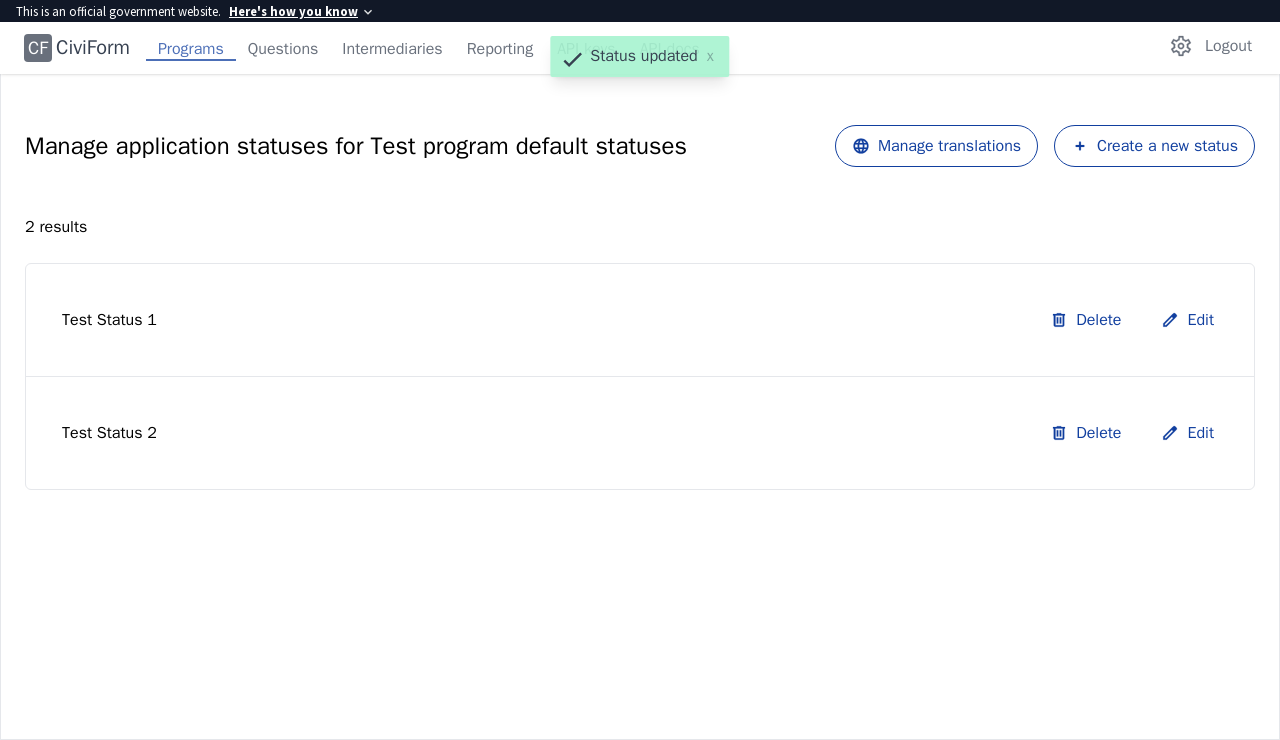 This is an official government website. Here's how you know
CF CiviForm Programs Questions Intermediaries Reporting Status updated x Logout
Manage application statuses for Test program default statuses Manage translations + Create a new status
2 results
Test Status 1 Delete Edit
Test Status 2 Delete Edit